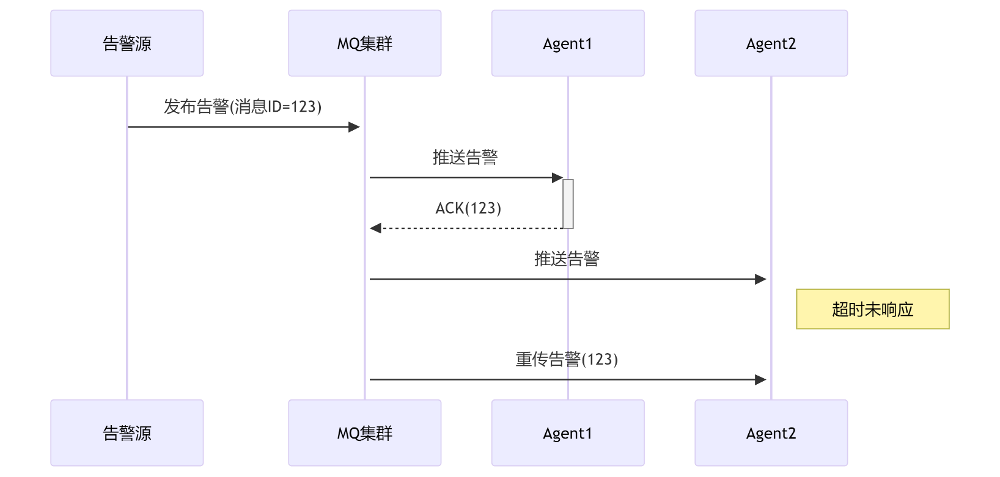 告警源
MQ集群
Agent1
Agent2
发布告警(消息ID=123)
推送告警
ACK(123)
推送告警
超时未响应
重传告警(123)
告警源
MQ集群
Agent1
Agent2